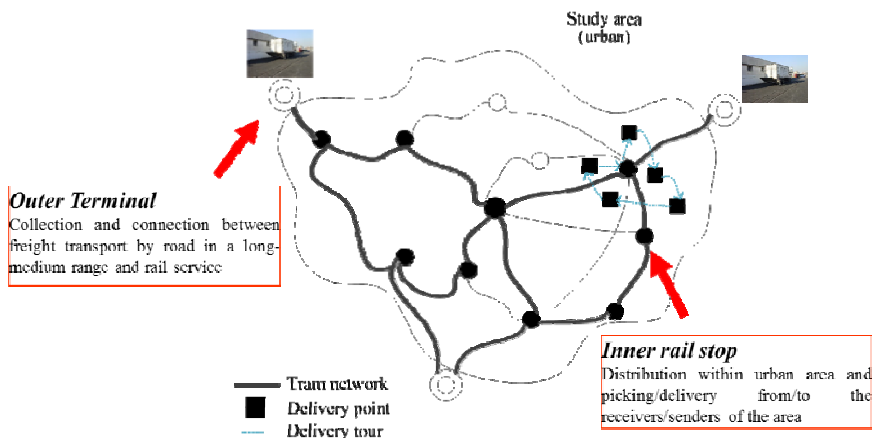 Study area
(urban)
Outer Terminal
Collection and connection between
freight transport by road in a long-
medium range and rail service
Inner rail stop
Distribution within urban area and
picking/delivery from/to the
receivers/senders of the area
Tram network
Delivery point
Delivery tour